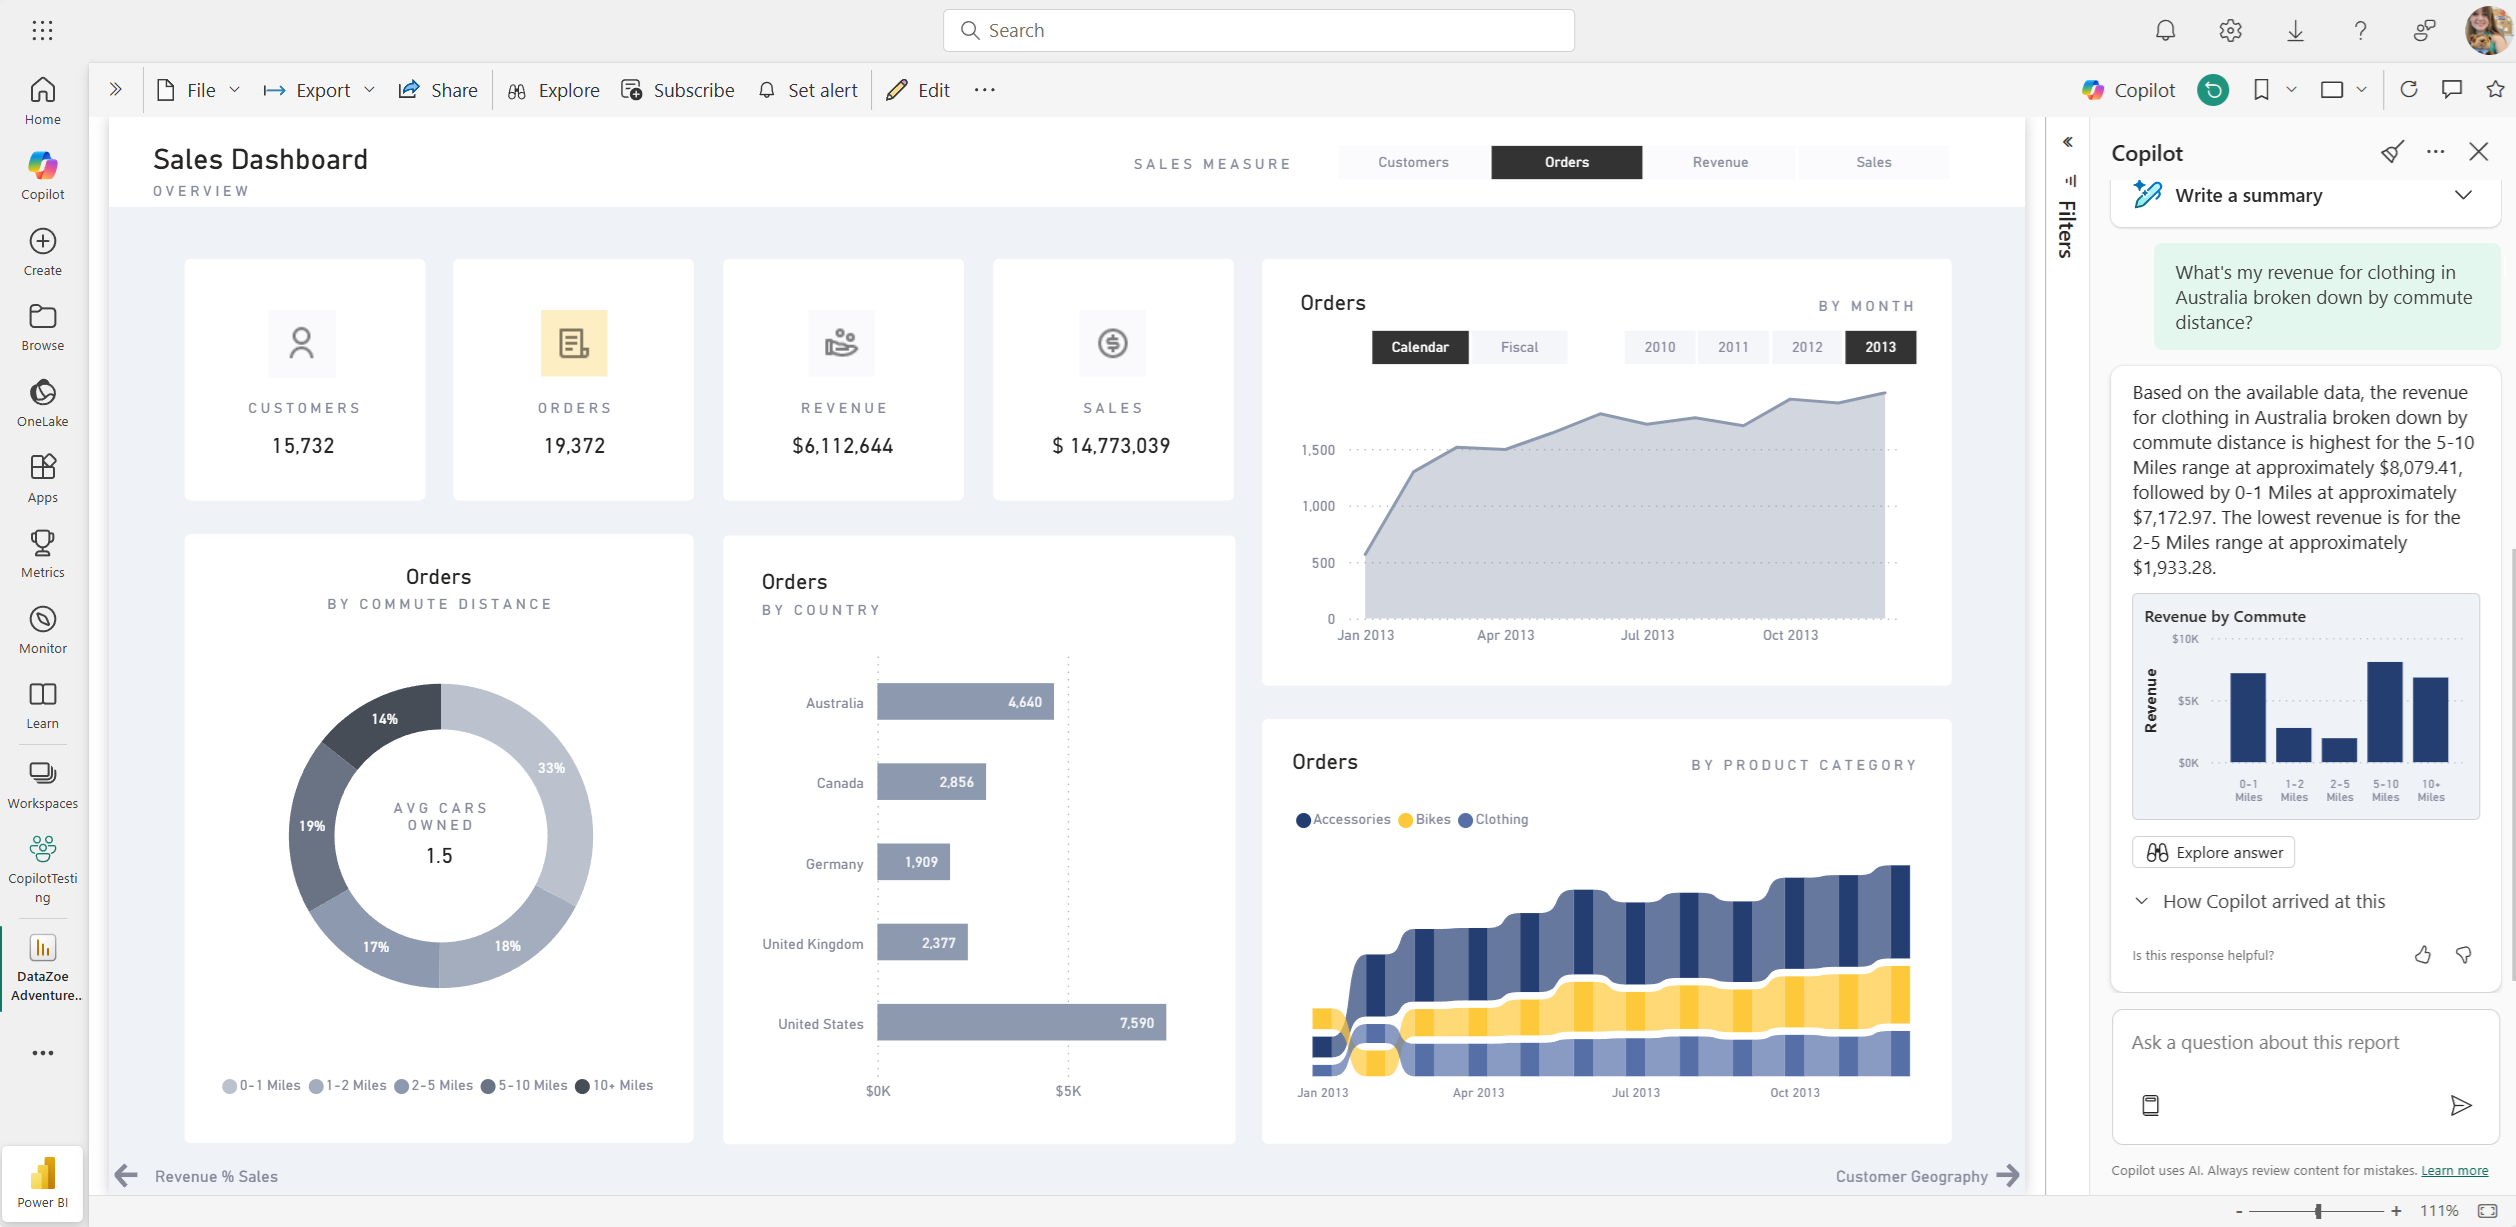 Search
File
Export
Share
Explore
Subscribe
Set alert
Edit
Copilot
Home
Copilot
Create
Browse
OneLake
Apps
Metrics
Monitor
Learn
Workspaces
CopilotTesti
ng
DataZoe
Adventure...
Power BI
Sales Dashboard
OVERVIEW
SALES MEASURE
Customers
Orders
Revenue
Sales
CUSTOMERS
15,732
ORDERS
19,372
REVENUE
$6,112,644
SALES
$ 14,773,039
Orders
BY MONTH
Calendar
Fiscal
2010
2011
2012
2013
1,500
1,000
500
0
Jan 2013
Apr 2013
Jul 2013
Oct 2013
Orders
BY COMMUTE DISTANCE
14%
33%
19%
17%
18%
AVG CARS
OWNED
1.5
0-1 Miles
1-2 Miles
2-5 Miles
5-10 Miles
10+ Miles
Orders
BY COUNTRY
Australia
4,640
Canada
2,856
Germany
1,909
United Kingdom
2,377
United States
7,590
$0K
$5K
Orders
BY PRODUCT CATEGORY
Accessories
Bikes
Clothing
Jan 2013
Apr 2013
Jul 2013
Oct 2013
Revenue % Sales
Customer Geography
Filters
Copilot
Write a summary
What's my revenue for clothing in
Australia broken down by commute
distance?
Based on the available data, the revenue
for clothing in Australia broken down by
commute distance is highest for the 5-10
Miles range at approximately $8,079.41,
followed by 0-1 Miles at approximately
$7,172.97. The lowest revenue is for the
2-5 Miles range at approximately
$1,933.28.
Revenue by Commute
Revenue
$10K
$5K
$0K
0-1
Miles
1-2
Miles
2-5
Miles
5-10
Miles
10+
Miles
Explore answer
How Copilot arrived at this
Is this response helpful?
Ask a question about this report
Copilot uses AI. Always review content for mistakes. Learn more
- + 111%